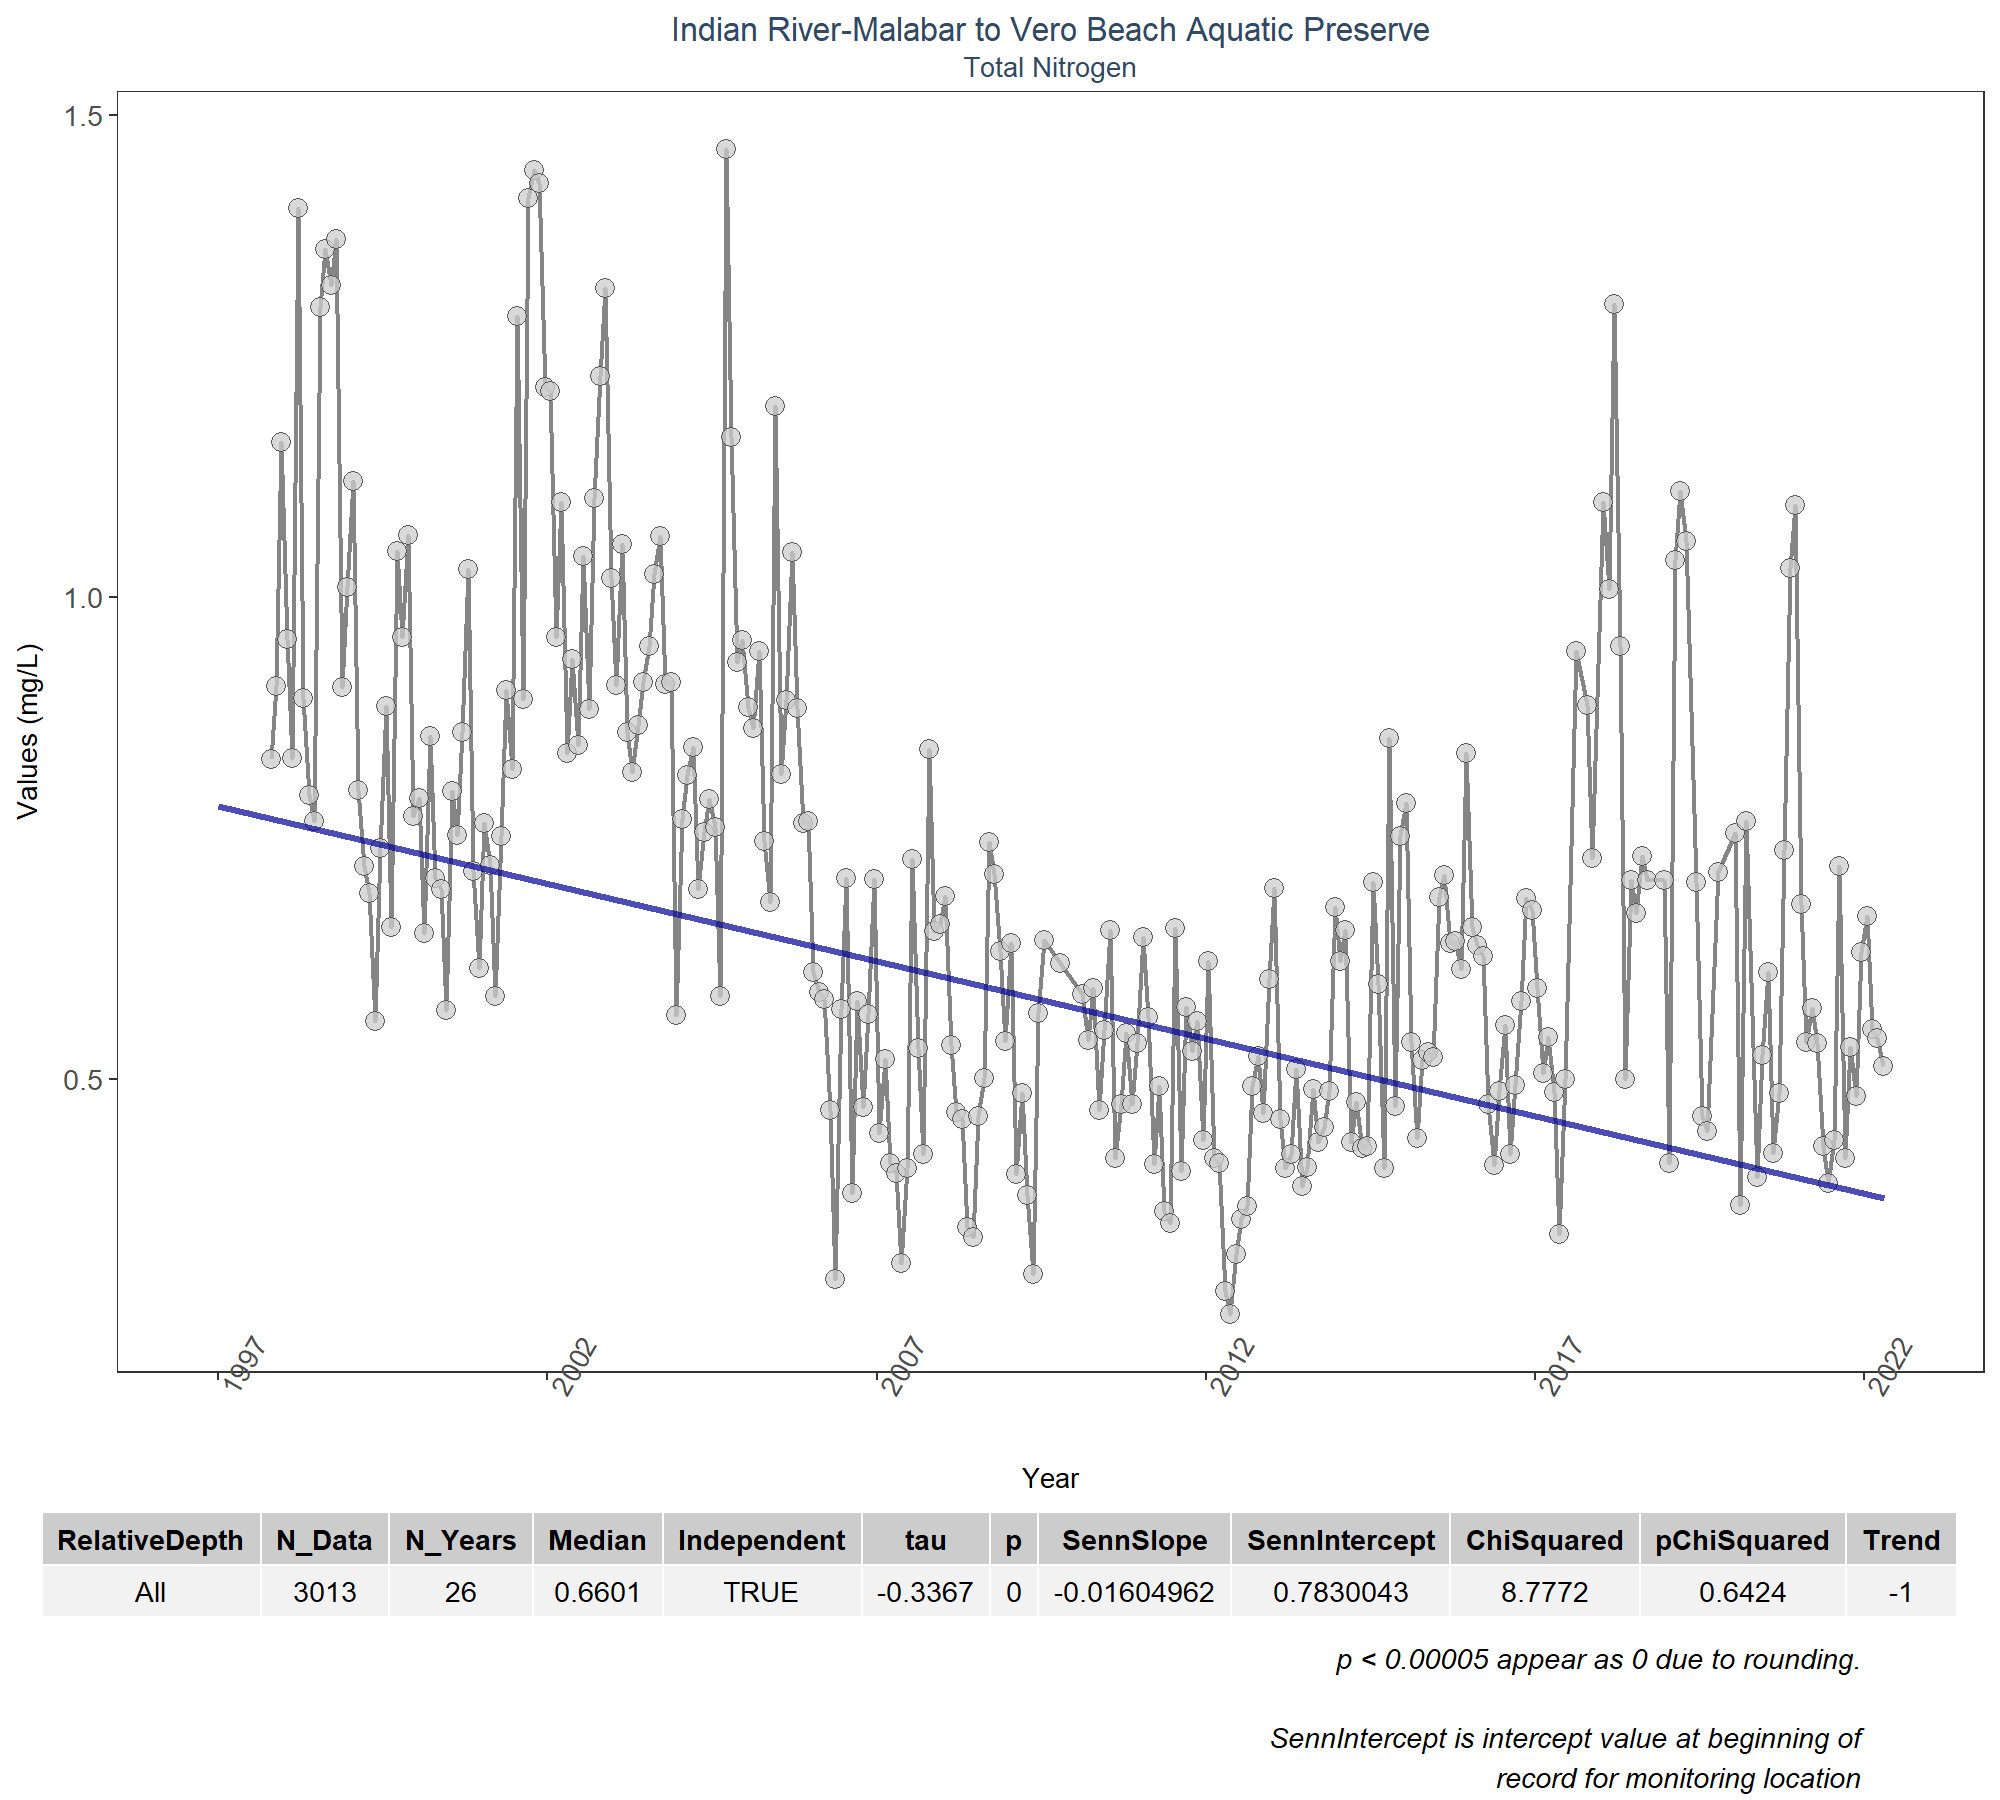 Indian River-Malabar to Vero Beach Aquatic Preserve
Total Nitrogen
1.5
1.0
0.5
Values (mg/L)
1997 2002 2007 2012 2017 2022
Year
RelativeDepth N_Data N_Years Median Independent tau p SennSlope SennIntercept ChiSquared pChiSquared Trend
All 3013 26 0.6601 TRUE -0.3367 0 -0.01604962 0.7830043 8.7772 0.6424 -1
p < 0.00005 appear as 0 due to rounding.
SennIntercept is intercept value at beginning of
record for monitoring location